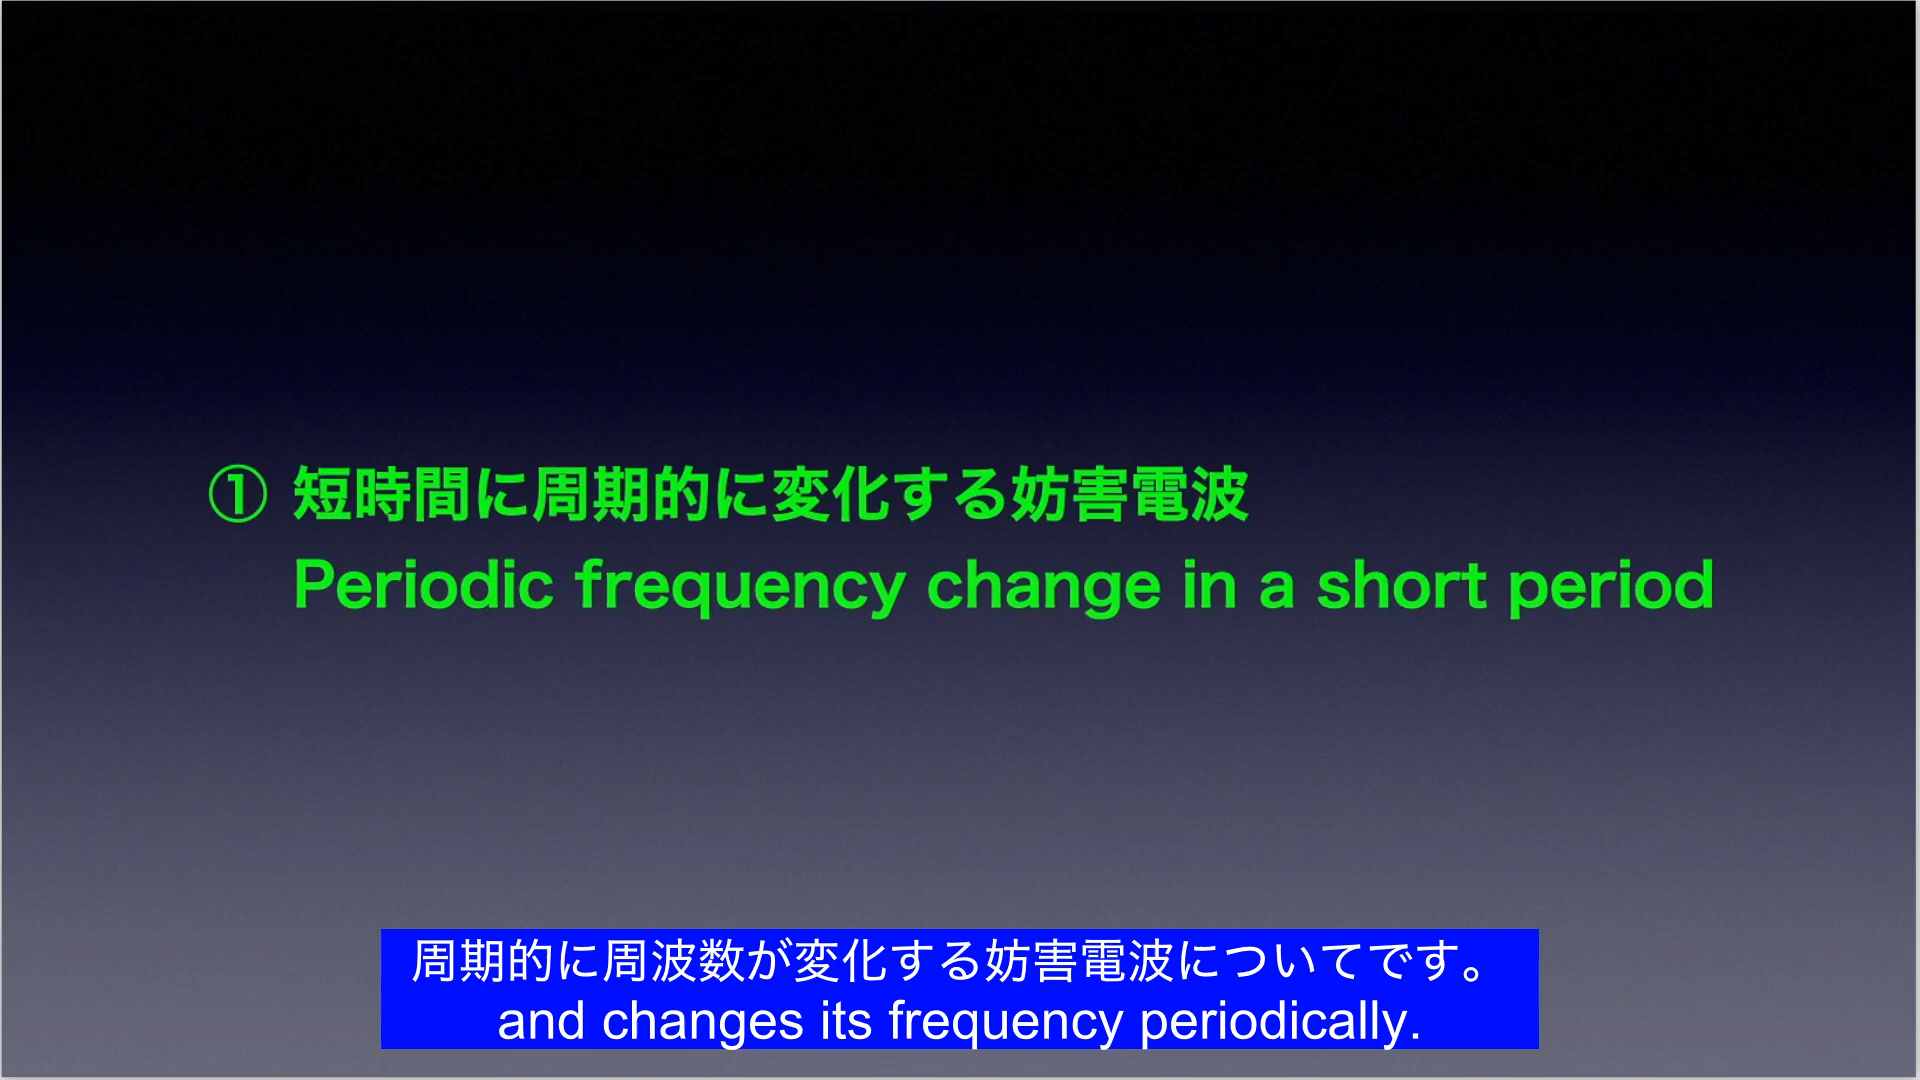 ① 短時間に周期的に変化する妨害電波
Periodic frequency change in a short period
周期的に周波数が変化する妨害電波についてです。
and changes its frequency periodically.